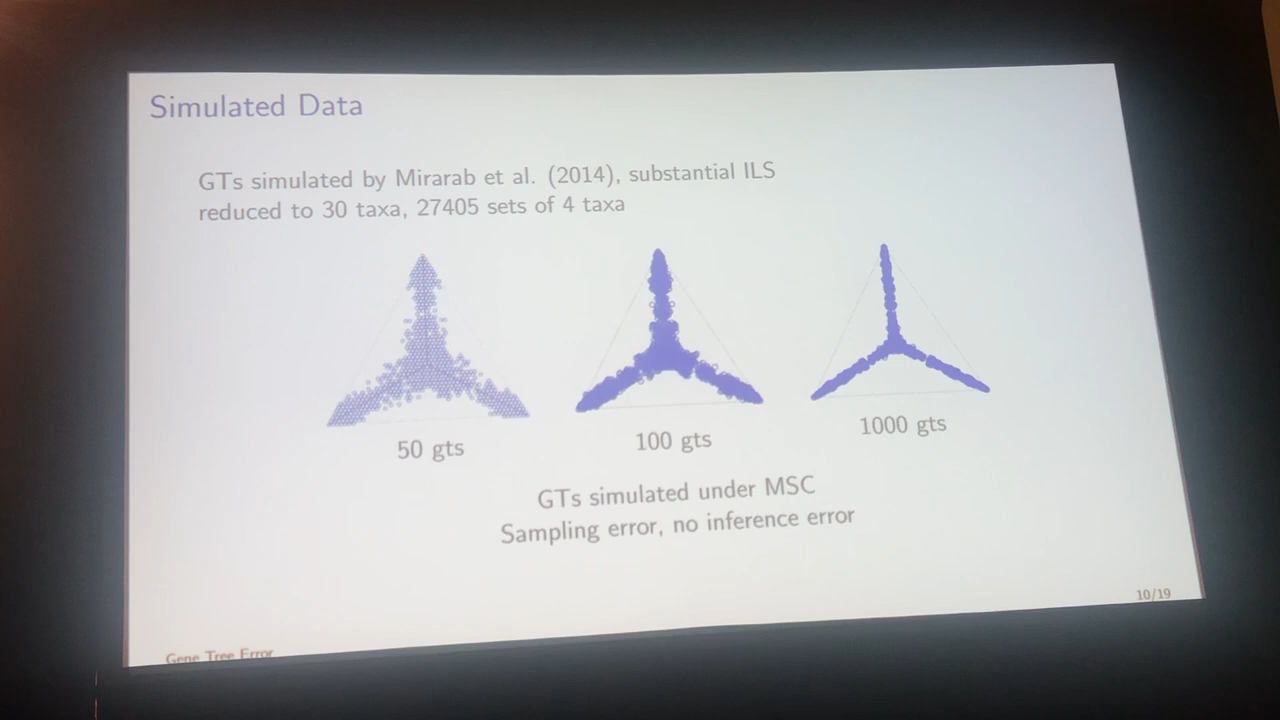 Simulated Data
GTs simulated by Mirarab et al. (2014), substantial ILS
reduced to 30 taxa, 27405 sets of 4 taxa
50 gts
100 gts
1000 gts
GTs simulated under MSC
Sampling error, no inference error
10/19
Gene Tree Error